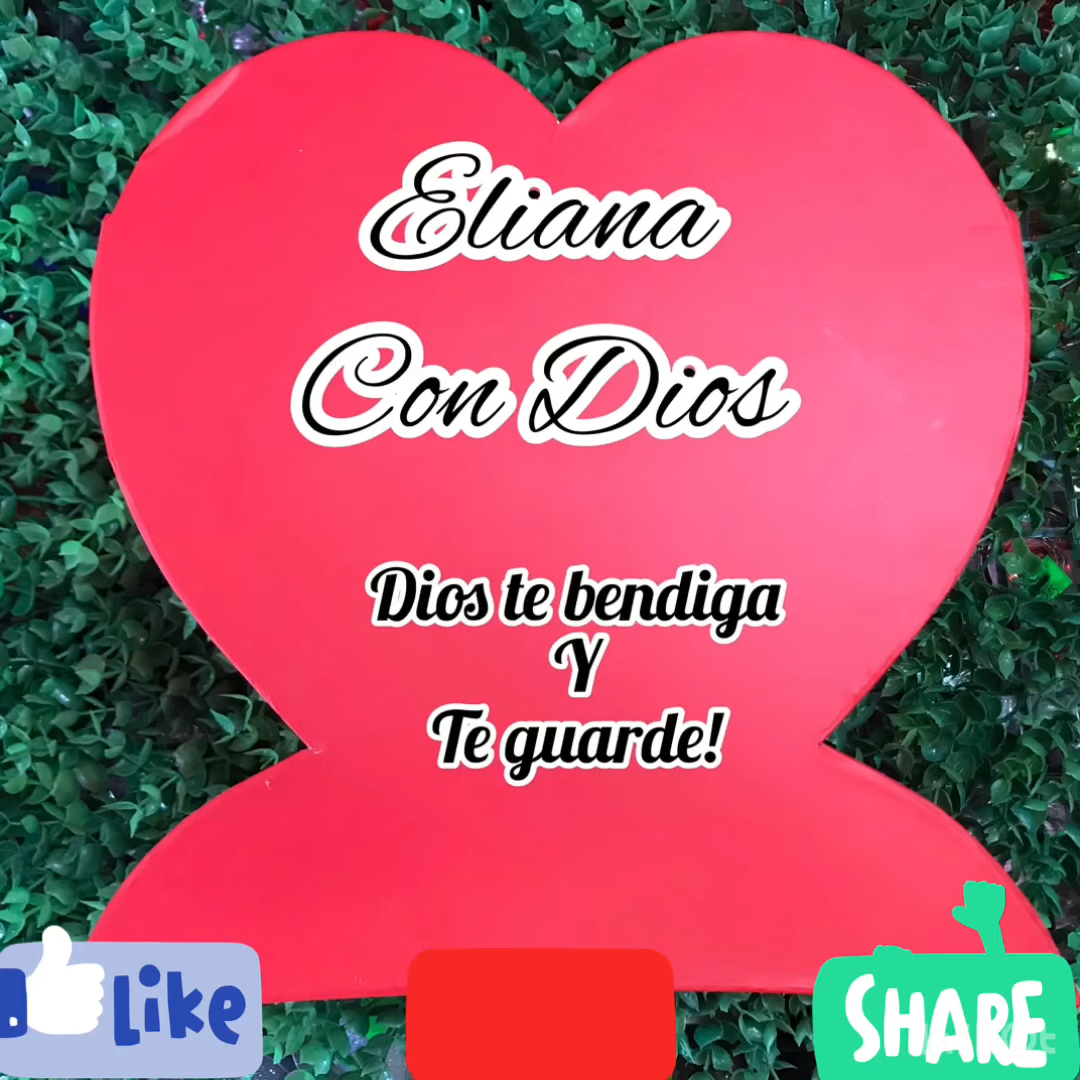 Eliana
Con Dios
Dios te bendiga
Y
Te guarde!
Like
SHARE